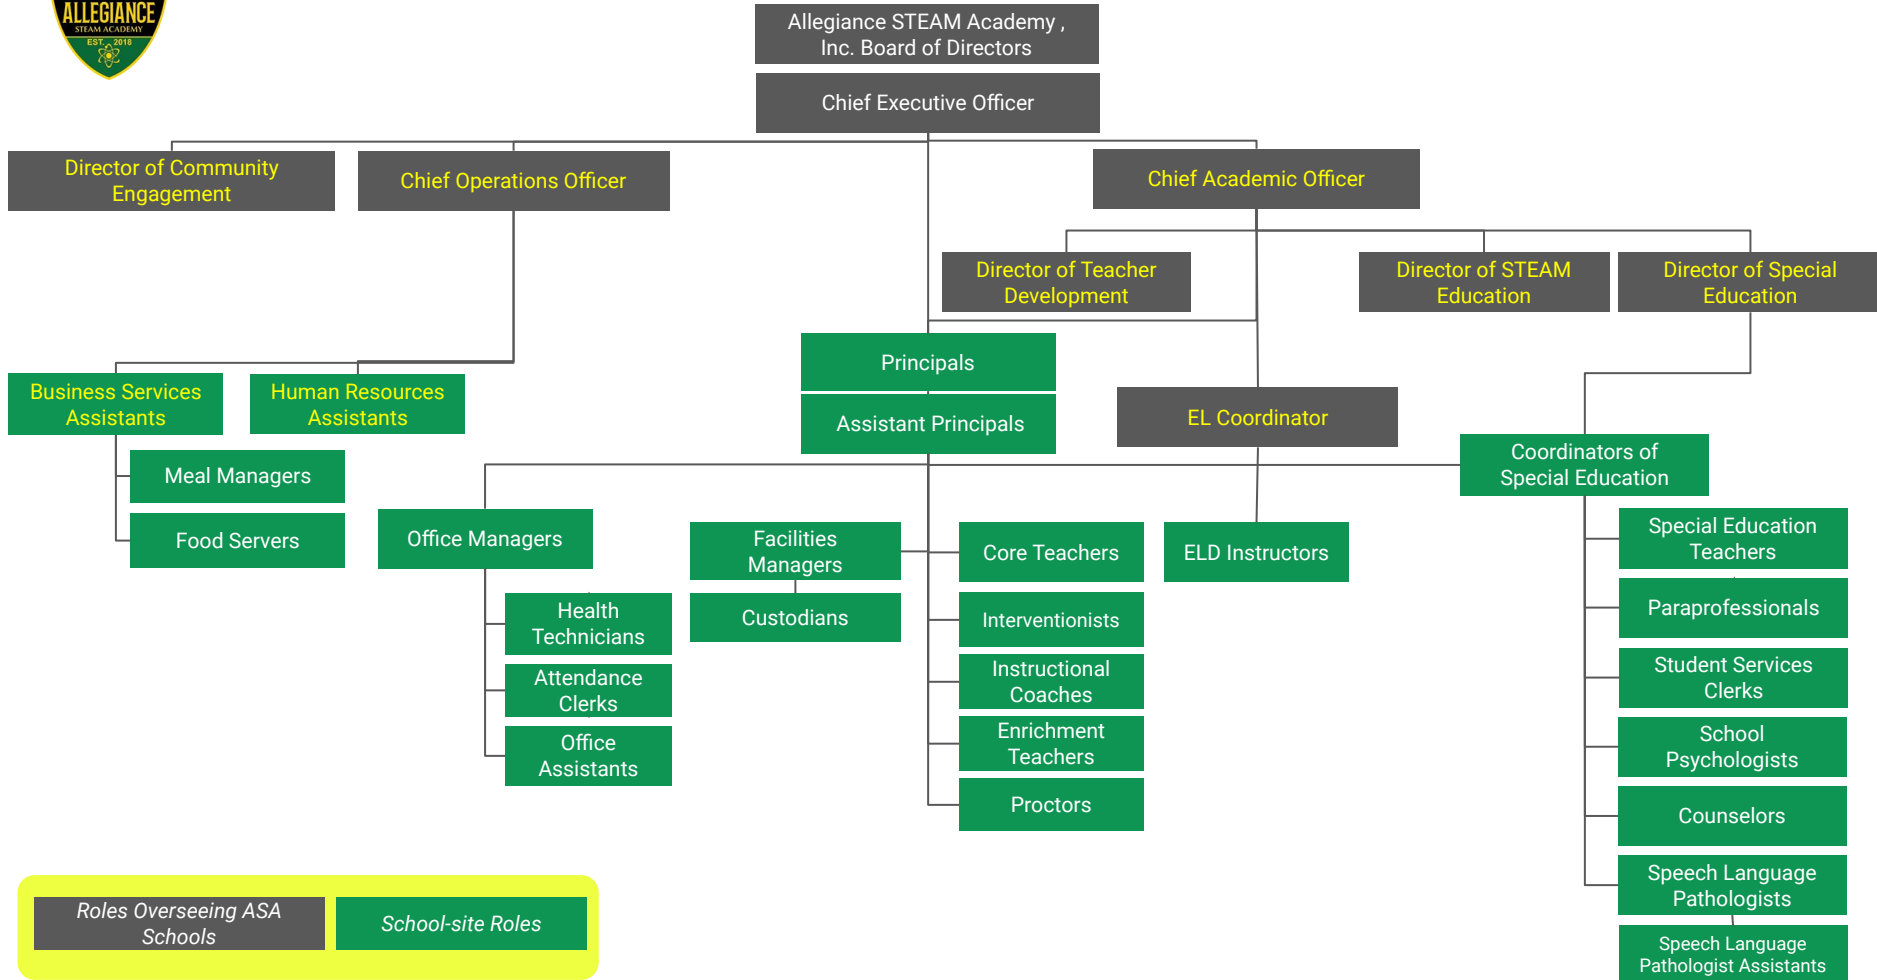 ALLEGIANCE
STEAM ACADEMY
EST. 2018
Allegiance STEAM Academy ,
Inc. Board of Directors
Chief Executive Officer
Director of Community
Engagement
Chief Operations Officer
Chief Academic Officer
Director of Teacher
Development
Director of STEAM
Education
Director of Special
Education
Principals
Assistant Principals
Business Services
Assistants
Human Resources
Assistants
EL Coordinator
Meal Managers
Food Servers
Coordinators of
Special Education
Office Managers
Facilities
Managers
Core Teachers
ELD Instructors
Special Education
Teachers
Health
Technicians
Custodians
Interventionists
Paraprofessionals
Attendance
Clerks
Instructional
Coaches
Student Services
Clerks
Office
Assistants
Enrichment
Teachers
School
Psychologists
Proctors
Counselors
Speech Language
Pathologists
Speech Language
Pathologist Assistants
Roles Overseeing ASA
Schools
School-site Roles